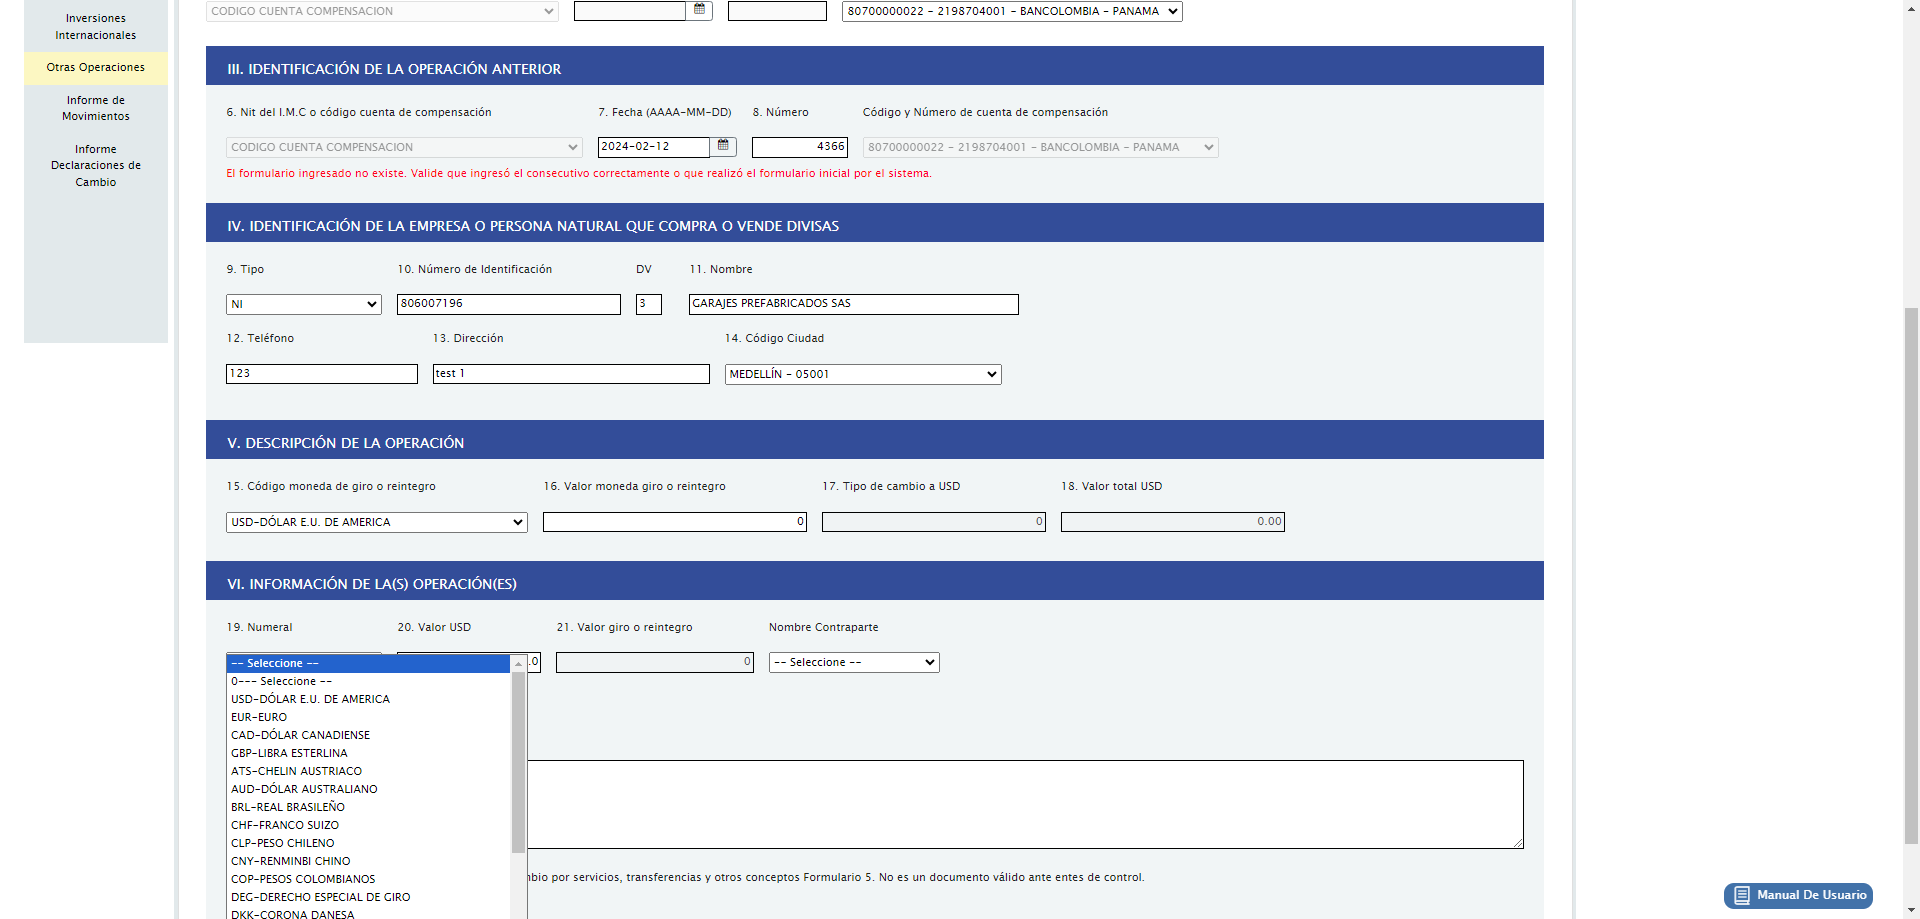 Inversiones
Internacionales
Otras Operaciones
Informe de
Movimientos
Informe
Declaraciones de
Cambio
CODIGO CUENTA COMPENSACION
80700000022 - 2198704001 - BANCOLOMBIA - PANAMA
III. IDENTIFICACIÓN DE LA OPERACIÓN ANTERIOR
6. Nit del I.M.C o código cuenta de compensación
7. Fecha (AAAA-MM-DD)
8. Número
Código y Número de cuenta de compensación
CODIGO CUENTA COMPENSACION
2024-02-12
4366
80700000022 - 2198704001 - BANCOLOMBIA - PANAMA
El formulario ingresado no existe. Valide que ingresó el consecutivo correctamente o que realizó el formulario inicial por el sistema.
IV. IDENTIFICACIÓN DE LA EMPRESA O PERSONA NATURAL QUE COMPRA O VENDE DIVISAS
9. Tipo
10. Número de Identificación
DV
11. Nombre
NI
806007196
3
GARAJES PREFABRICADOS SAS
12. Teléfono
13. Dirección
14. Código Ciudad
123
test 1
MEDELLÍN - 05001
V. DESCRIPCIÓN DE LA OPERACIÓN
15. Código moneda de giro o reintegro
16. Valor moneda giro o reintegro
17. Tipo de cambio a USD
18. Valor total USD
USD-DÓLAR E.U. DE AMERICA
0
0
0.00
VI. INFORMACIÓN DE LA(S) OPERACIÓN(ES)
19. Numeral
20. Valor USD
21. Valor giro o reintegro
Nombre Contraparte
.0
0
-- Seleccione --
-- Seleccione --
0--- Seleccione --
USD-DÓLAR E.U. DE AMERICA
EUR-EURO
CAD-DÓLAR CANADIENSE
GBP-LIBRA ESTERLINA
ATS-CHELIN AUSTRIACO
AUD-DÓLAR AUSTRALIANO
BRL-REAL BRASILEÑO
CHF-FRANCO SUIZO
CLP-PESO CHILENO
CNY-RENMINBI CHINO
COP-PESOS COLOMBIANOS
DEG-DERECHO ESPECIAL DE GIRO
DKK-CORONA DANESA
nbio por servicios, transferencias y otros conceptos Formulario 5. No es un documento válido ante entes de control.
Manual De Usuario